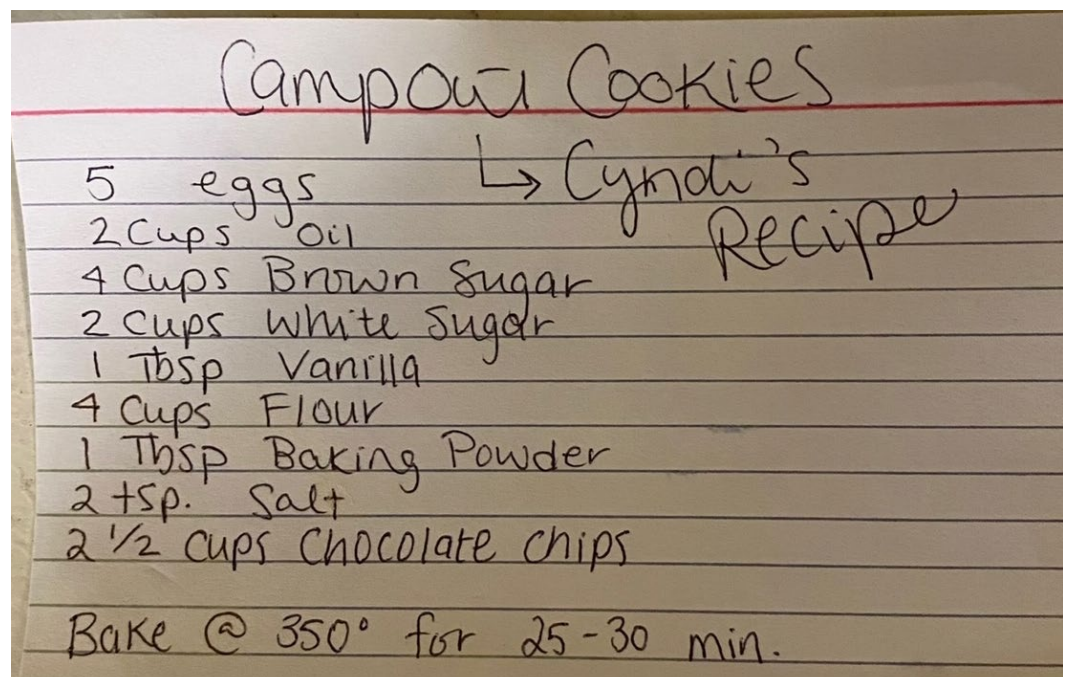 Campout Cookies
↳ Cyndi's
Recipe
5 eggs
2 Cups Oil
4 Cups Brown Sugar
2 Cups White Sugar
1 Tbsp Vanilla
4 Cups Flour
1 Tbsp Baking Powder
2 tsp. Salt
2 1/2 Cups Chocolate Chips
Bake @ 350° for 25-30 min.